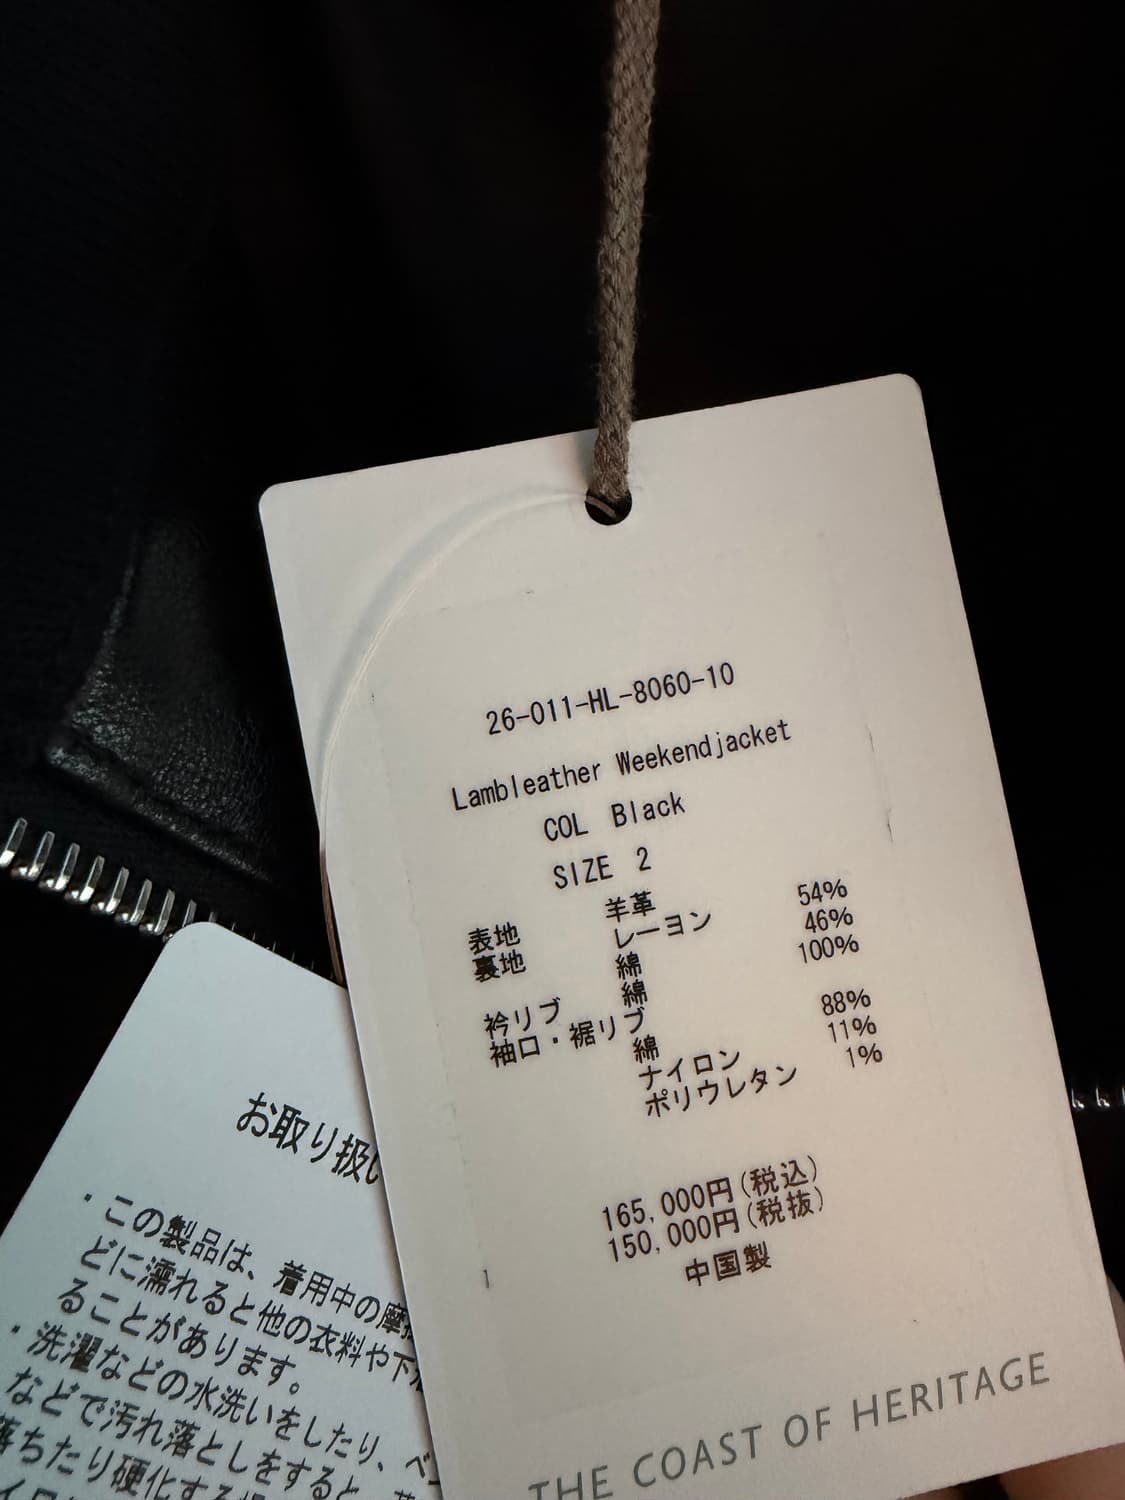 26-011-HL-8060-10
Lambleather Weekendjacket
COL Black
SIZE 2
表地 羊革
裏地 レーヨン 54%
綿 46%
衿リブ 綿 100%
袖口・裾リブ
綿 88%
ナイロン 11%
ポリウレタン 1%
165,000円(税込)
150,000円(税抜)
中国製
THE COAST OF HERITAGE
お取り扱い
・この製品は、着用中の摩擦
どに濡れると他の衣料や下
ることがあります。
・洗濯などの水洗いをしたり、ベ
などで汚れ落としをすると、
落ちたり硬化する